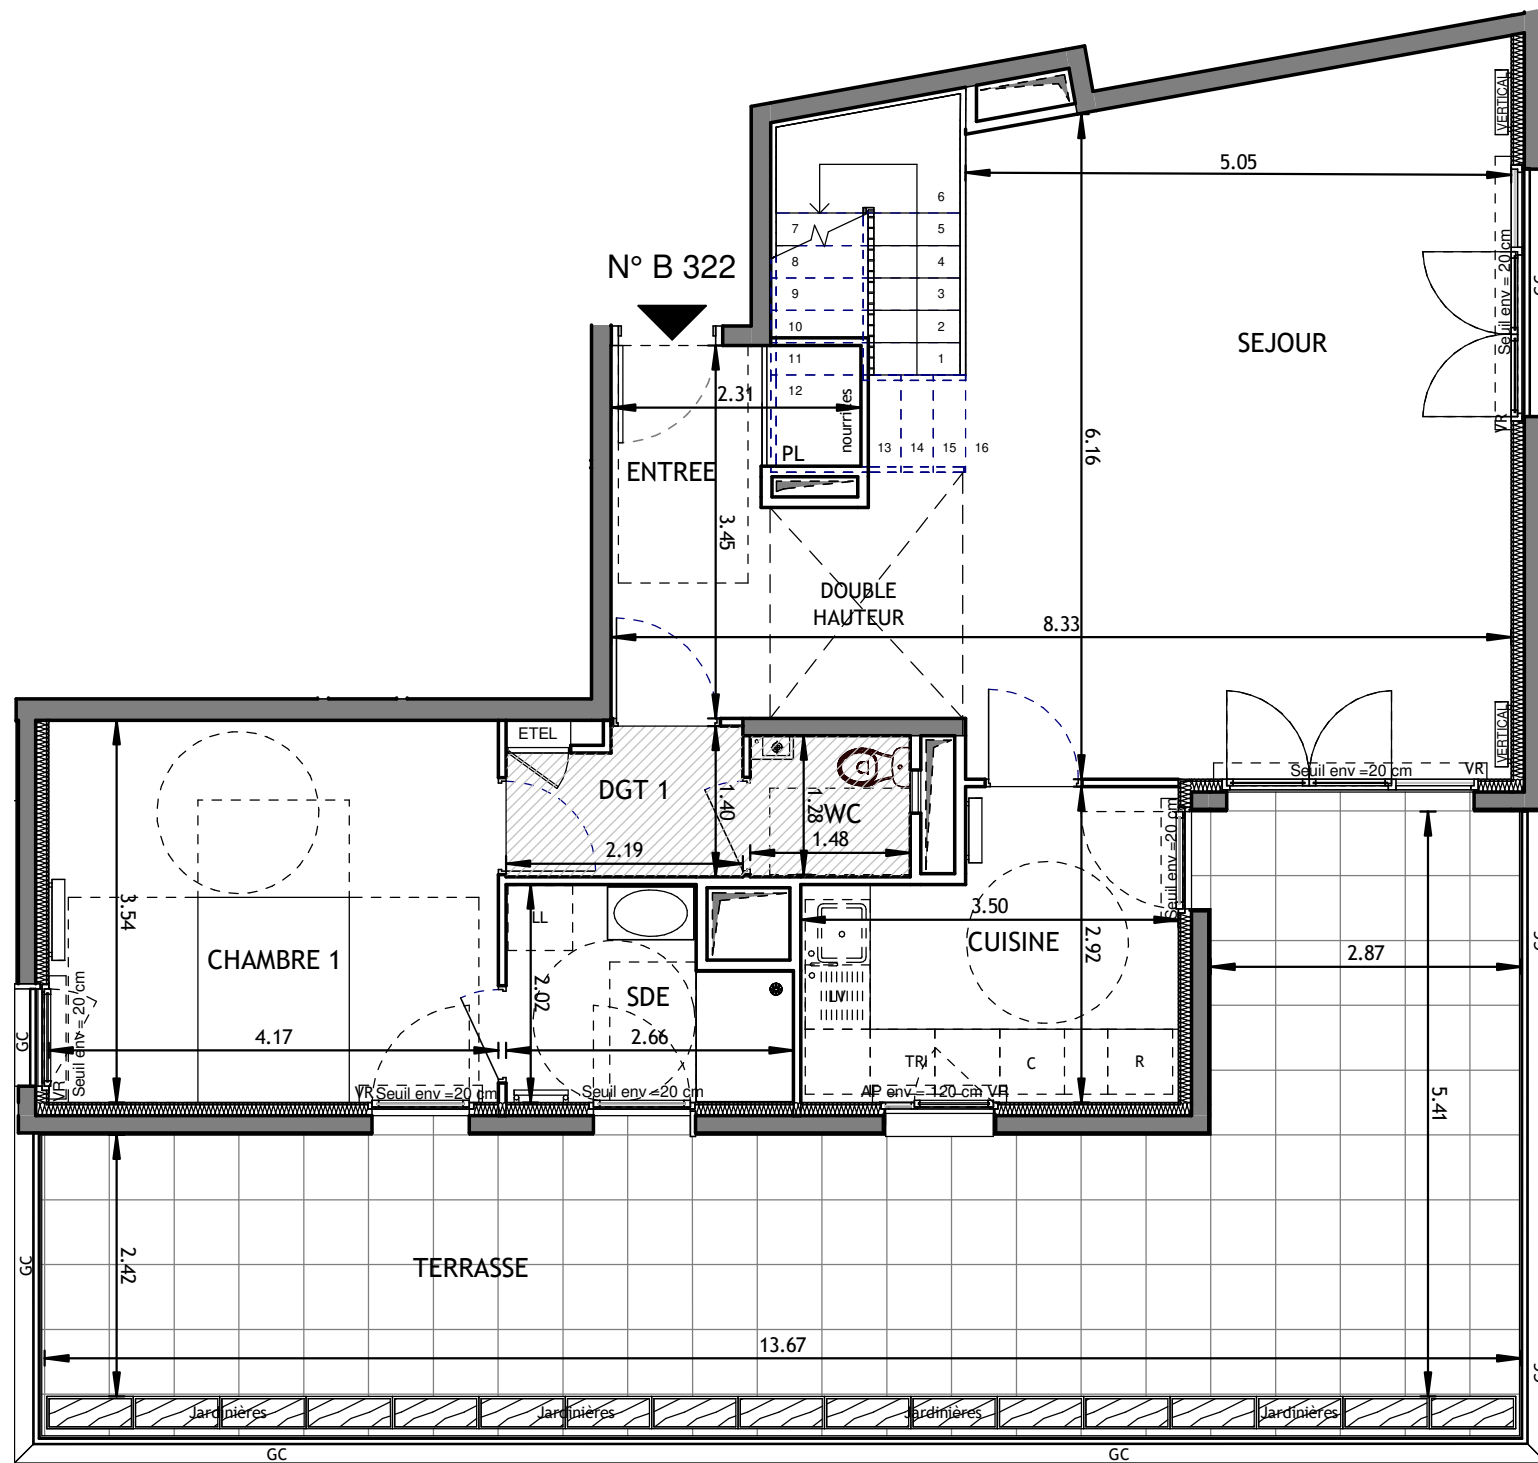 VERTICAL
5.05
6
7
5
8
4
9
3
10
2
11
1
12
N° B 322
Seuil env = 20 cm
SEJOUR
2.31
nourrices
VR
PL
13
14
15
16
6.16
ENTREE
3.45
DOUBLE
HAUTEUR
8.33
VERTICAL
ETEL
Seuil env =20 cm
VR
DGT 1
1.40
1.28
WC
1.48
2.19
Seuil env =20 cm
3.54
LL
3.50
CUISINE
2.92
2.87
CHAMBRE 1
2.02
SDE
LV
GC
VR
Seuil env = 20 cm
4.17
2.66
TRI
C
R
VR
Seuil env =20 cm
Seuil env =20 cm
AP env = 120 cm VR
5.41
GC
2.42
TERRASSE
13.67
Jardinières
Jardinières
Jardinières
Jardinières
GC
GC